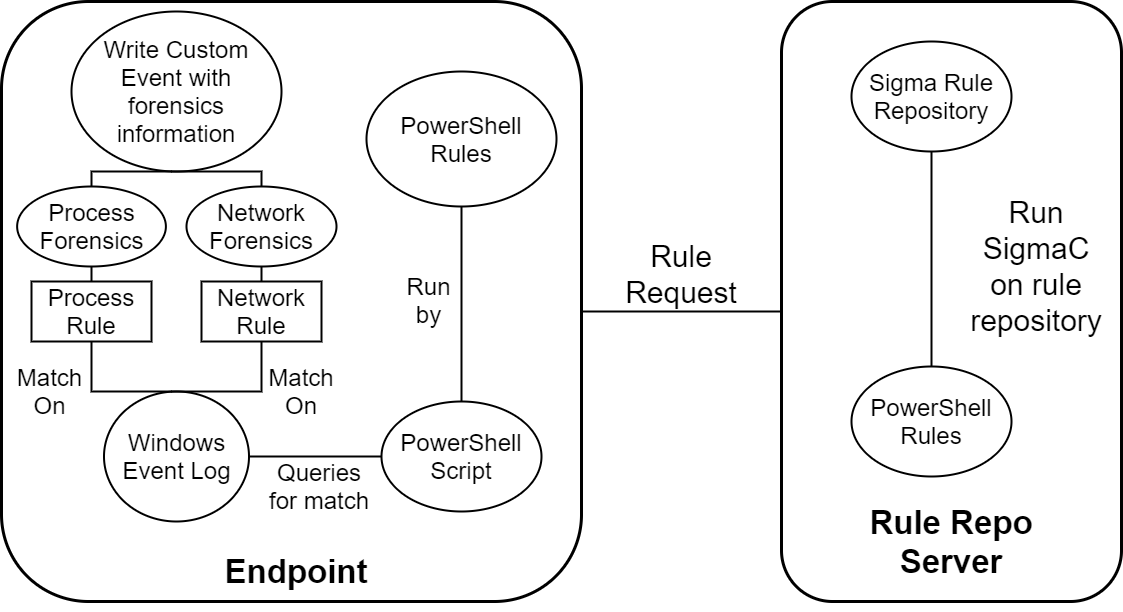 Write Custom
Event with
forensics
information
Process
Forensics
Network
Forensics
Process
Rule
Network
Rule
Match
On
Match
On
Windows
Event Log
Queries
for match
PowerShell
Rules
Run
by
PowerShell
Script
Endpoint
Rule
Request
Sigma Rule
Repository
Run
SigmaC
on rule
repository
PowerShell
Rules
Rule Repo
Server